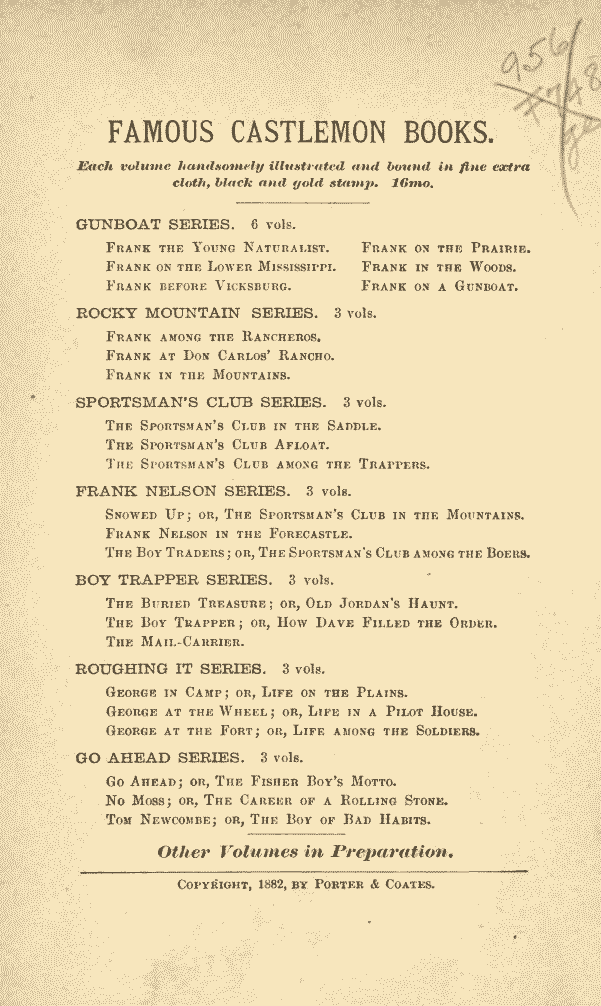 956
#748
FAMOUS CASTLEMON BOOKS.
Each volume handsomely illustrated and bound in fine extra
cloth, black and gold stamp. 16mo.
GUNBOAT SERIES. 6 vols.
FRANK THE YOUNG NATURALIST. FRANK ON THE PRAIRIE.
FRANK ON THE LOWER MISSISSIPPI. FRANK IN THE WOODS.
FRANK BEFORE VICKSBURG. FRANK ON A GUNBOAT.
ROCKY MOUNTAIN SERIES. 3 vols.
FRANK AMONG THE RANCHEROS.
FRANK AT DON CARLOS' RANCHO.
FRANK IN THE MOUNTAINS.
SPORTSMAN'S CLUB SERIES. 3 vols.
THE SPORTSMAN'S CLUB IN THE SADDLE.
THE SPORTSMAN'S CLUB AFLOAT.
THE SPORTSMAN'S CLUB AMONG THE TRAPPERS.
FRANK NELSON SERIES. 3 vols.
SNOWED UP; OR, THE SPORTSMAN'S CLUB IN THE MOUNTAINS.
FRANK NELSON IN THE FORECASTLE.
THE BOY TRADERS; OR, THE SPORTSMAN'S CLUB AMONG THE BOERS.
BOY TRAPPER SERIES. 3 vols.
THE BURIED TREASURE; OR, OLD JORDAN'S HAUNT.
THE BOY TRAPPER; OR, HOW DAVE FILLED THE ORDER.
THE MAIL-CARRIER.
ROUGHING IT SERIES. 3 vols.
GEORGE IN CAMP; OR, LIFE ON THE PLAINS.
GEORGE AT THE WHEEL; OR, LIFE IN A PILOT HOUSE.
GEORGE AT THE FORT; OR, LIFE AMONG THE SOLDIERS.
GO AHEAD SERIES. 3 vols.
GO AHEAD; OR, THE FISHER BOY'S MOTTO.
NO MOSS; OR, THE CAREER OF A ROLLING STONE.
TOM NEWCOMBE; OR, THE BOY OF BAD HABITS.
Other Volumes in Preparation.
COPYRIGHT, 1882, BY PORTER & COATES.